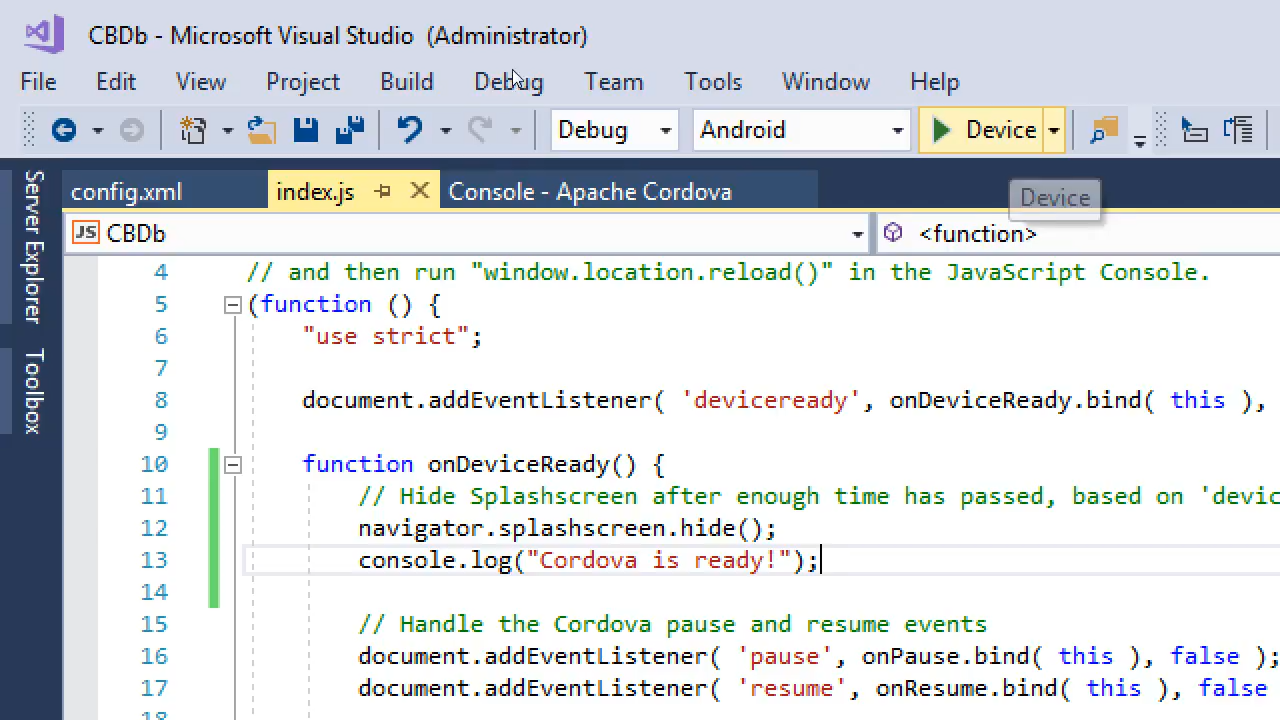 CBDb - Microsoft Visual Studio (Administrator)
File Edit View Project Build Debug Team Tools Window Help
Debug Android Device
config.xml index.js Console - Apache Cordova
Device
JS CBDb <function>
Server Explorer
Toolbox
4 // and then run "window.location.reload()" in the JavaScript Console.
5 (function () {
6 "use strict";
7
8 document.addEventListener( 'deviceready', onDeviceReady.bind( this ),
9
10 function onDeviceReady() {
11 // Hide Splashscreen after enough time has passed, based on 'devic
12 navigator.splashscreen.hide();
13 console.log("Cordova is ready!");
14
15 // Handle the Cordova pause and resume events
16 document.addEventListener( 'pause', onPause.bind( this ), false );
17 document.addEventListener( 'resume', onResume.bind( this ), false
18